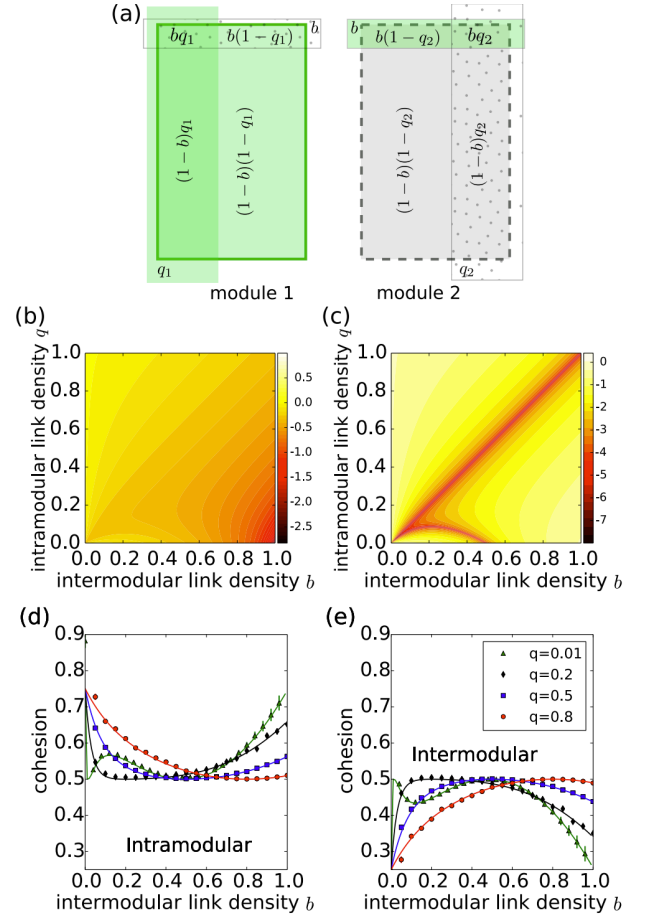 (a)
b
bq₁
b(1 − q₁)
(1 − b)q₁
(1 − b)(1 − q₁)
q₁
module 1
b
b(1 − q₂)
bq₂
(1 − b)(1 − q₂)
(1 − b)q₂
q₂
module 2
(b)
intramodular link density q
1.0
0.8
0.6
0.4
0.2
0.0
0.0 0.2 0.4 0.6 0.8 1.0
intermodular link density b
0.5
0.0
-0.5
-1.0
-1.5
-2.0
-2.5
(c)
intramodular link density q
1.0
0.8
0.6
0.4
0.2
0.0
0.0 0.2 0.4 0.6 0.8 1.0
intermodular link density b
0
-1
-2
-3
-4
-5
-6
-7
(d)
cohesion
0.9
0.8
0.7
0.6
0.5
0.4
0.3
Intramodular
0.0 0.2 0.4 0.6 0.8 1.0
intermodular link density b
(e)
cohesion
0.9
0.8
0.7
0.6
0.5
0.4
0.3
q=0.01
q=0.2
q=0.5
q=0.8
Intermodular
0.0 0.2 0.4 0.6 0.8 1.0
intermodular link density b